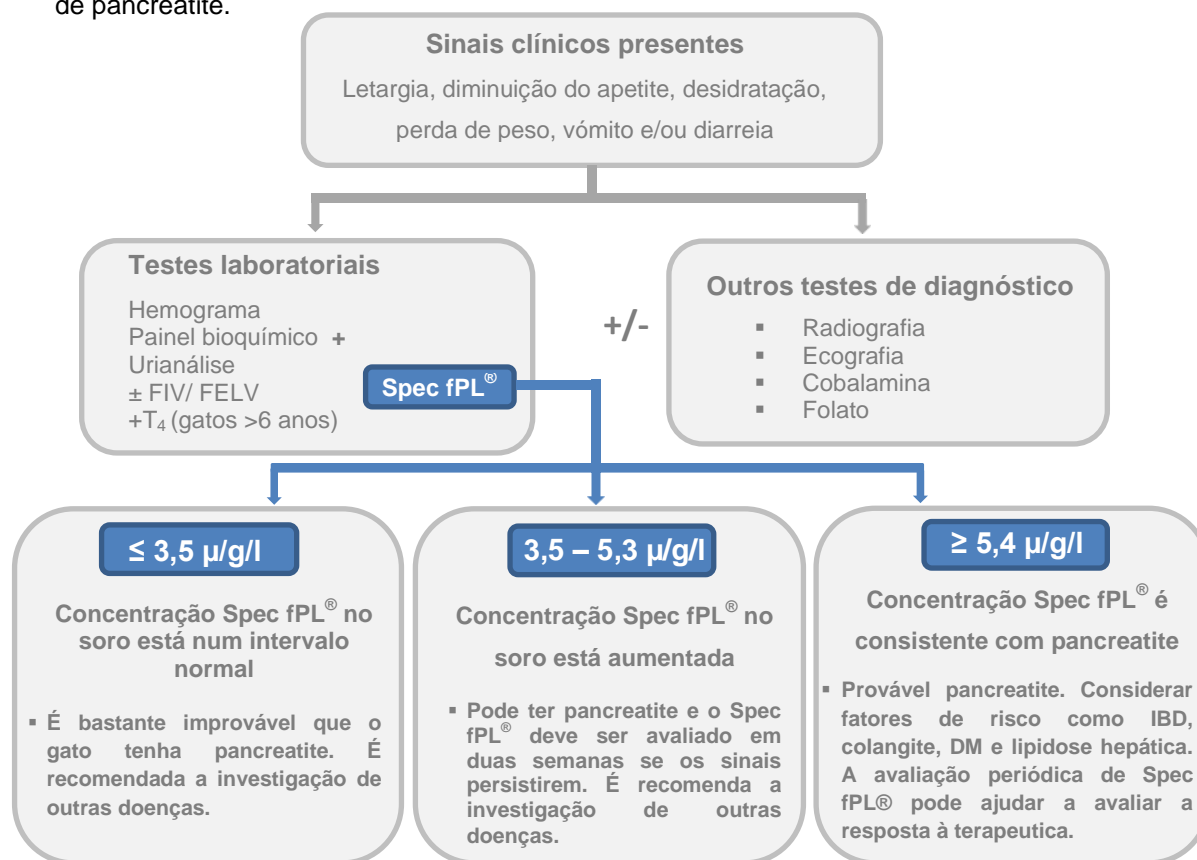 de pancreatite.
Sinais clínicos presentes
Letargia, diminuição do apetite, desidratação,
perda de peso, vómito e/ou diarreia
Testes laboratoriais
Hemograma
Painel bioquímico +
Urianálise
± FIV/ FELV
+T₄ (gatos >6 anos)
Spec fPL®
+/-
Outros testes de diagnóstico
▪ Radiografia
▪ Ecografia
▪ Cobalamina
▪ Folato
≤ 3,5 µ/g/l
Concentração Spec fPL® no
soro está num intervalo
normal
▪ É bastante improvável que o
gato tenha pancreatite. É
recomendada a investigação de
outras doenças.
3,5 – 5,3 µ/g/l
Concentração Spec fPL® no
soro está aumentada
▪ Pode ter pancreatite e o Spec
fPL® deve ser avaliado em
duas semanas se os sinais
persistirem. É recomenda a
investigação de outras
doenças.
≥ 5,4 µ/g/l
Concentração Spec fPL® é
consistente com pancreatite
▪ Provável pancreatite. Considerar
fatores de risco como IBD,
colangite, DM e lipidose hepática.
A avaliação periódica de Spec
fPL® pode ajudar a avaliar a
resposta à terapeutica.